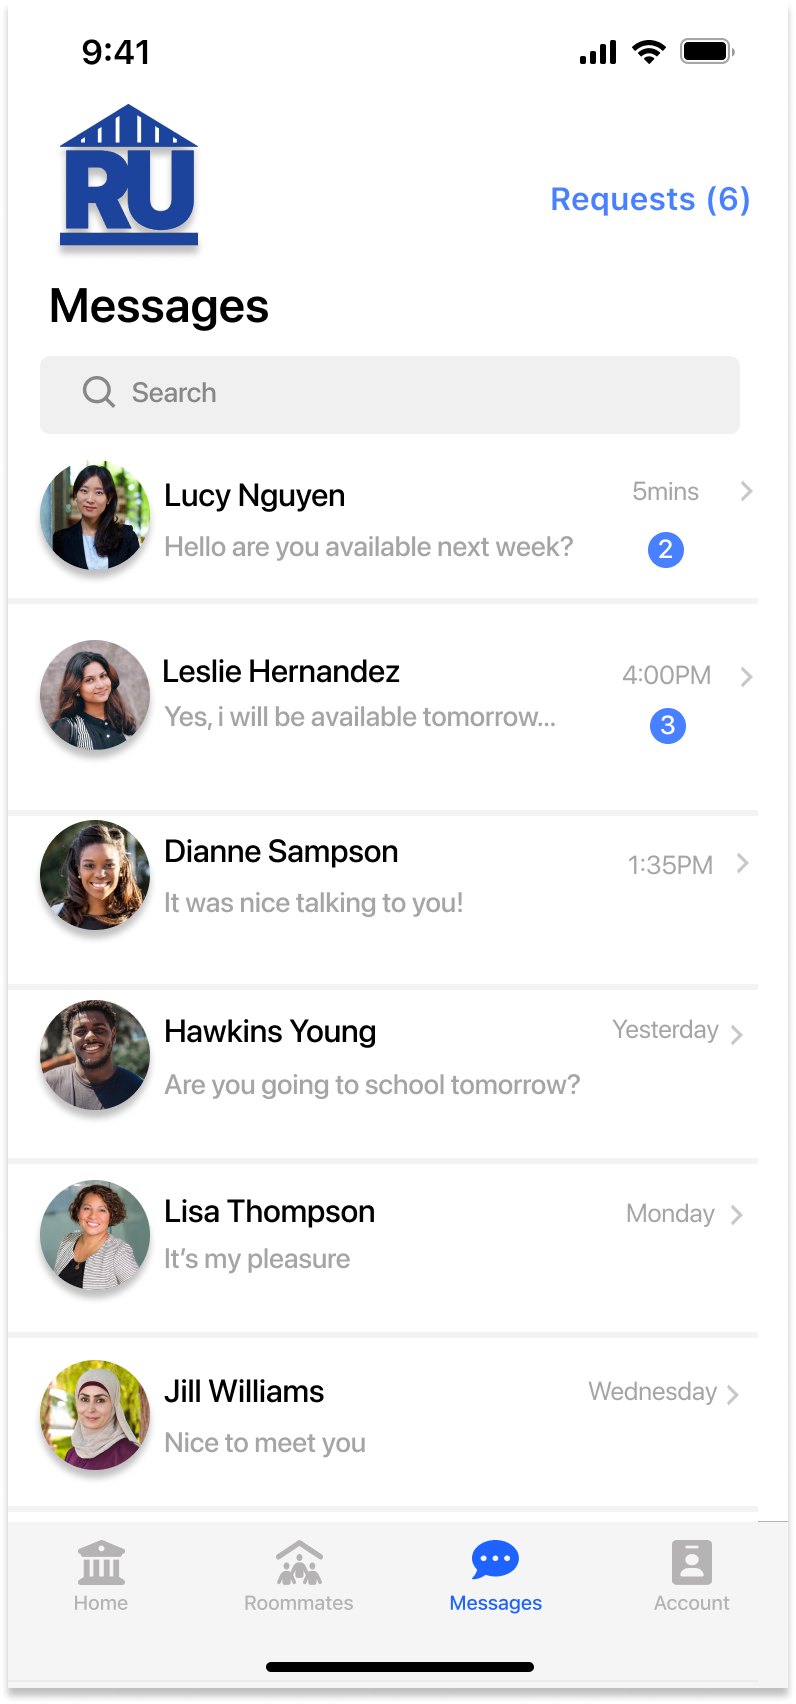 9:41
RU
Requests (6)
Messages
Search
Lucy Nguyen
5mins
Hello are you available next week?
2
Leslie Hernandez
4:00PM
Yes, i will be available tomorrow...
3
Dianne Sampson
1:35PM
It was nice talking to you!
Hawkins Young
Yesterday
Are you going to school tomorrow?
Lisa Thompson
Monday
It’s my pleasure
Jill Williams
Wednesday
Nice to meet you
Home
Roommates
Messages
Account